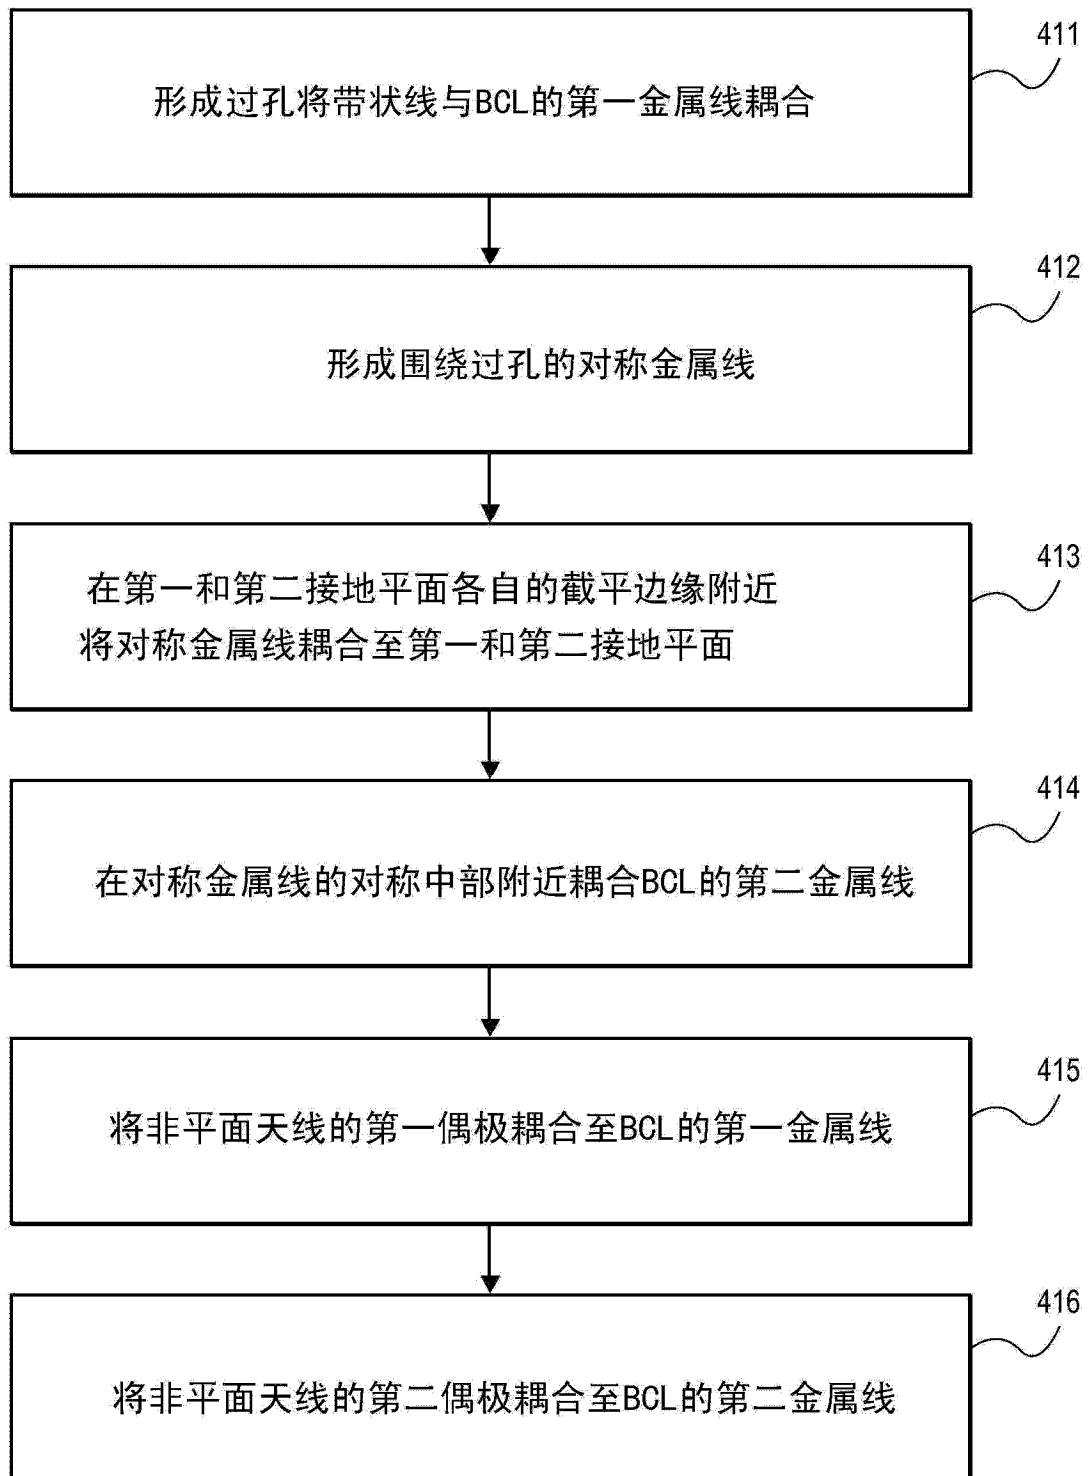 411
形成过孔将带状线与BCL的第一金属线耦合
412
形成围绕过孔的对称金属线
413
在第一和第二接地平面各自的截平边缘附近
将对称金属线耦合至第一和第二接地平面
414
在对称金属线的对称中部附近耦合BCL的第二金属线
415
将非平面天线的第一偶极耦合至BCL的第一金属线
416
将非平面天线的第二偶极耦合至BCL的第二金属线